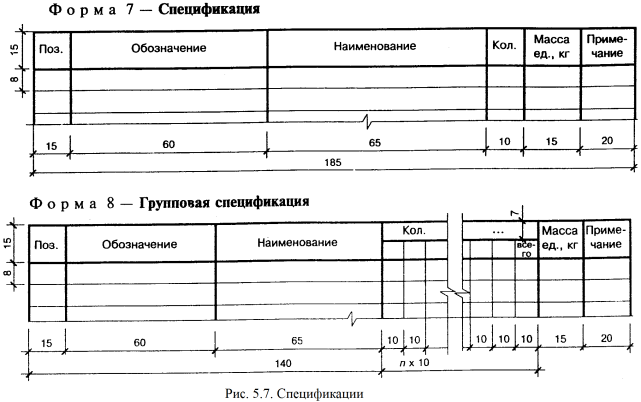 Форма 7 — Спецификация
15
8
Поз.
Обозначение
Наименование
Кол.
Масса
ед., кг
Приме-
чание
15
60
65
10
15
20
185
Форма 8 — Групповая спецификация
15
8
7
Поз.
Обозначение
Наименование
Кол.
...
все-
го
Масса
ед., кг
Приме-
чание
15
60
65
10
10
10
10
10
15
20
140
n x 10
Рис. 5.7. Спецификации